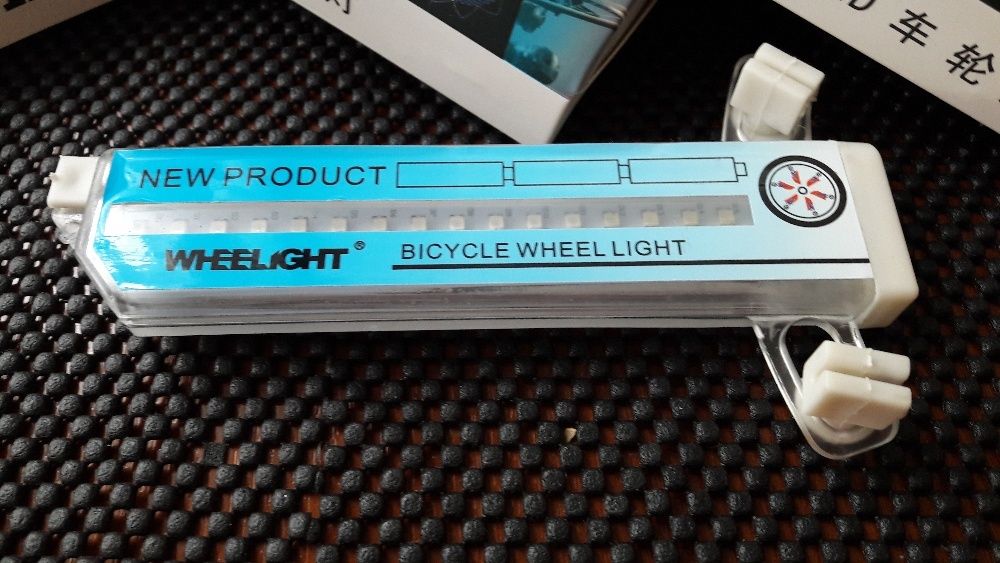 D 车轮
NEW PRODUCT
WHEELiGHT®
BICYCLE WHEEL LIGHT